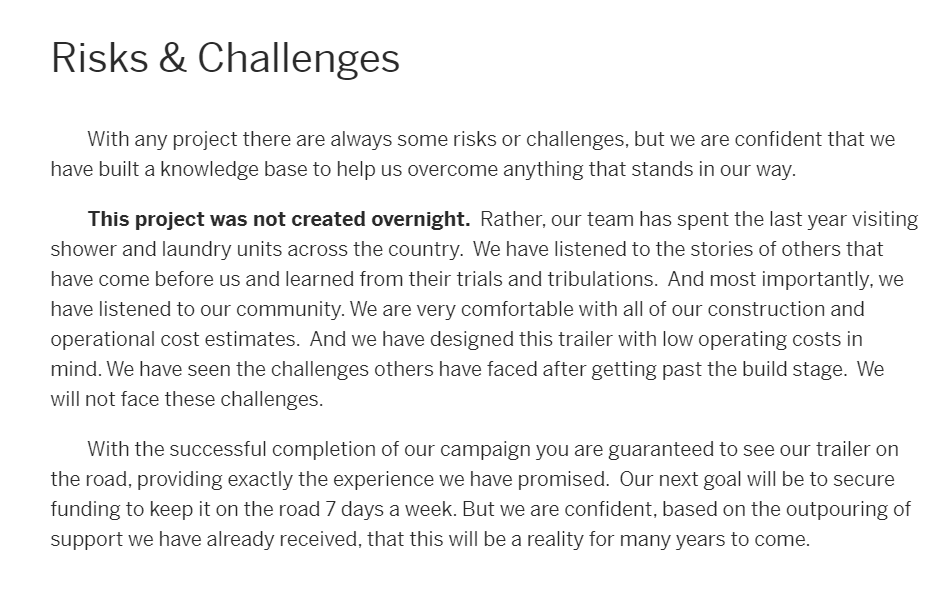 Risks & Challenges
With any project there are always some risks or challenges, but we are confident that we
have built a knowledge base to help us overcome anything that stands in our way.
This project was not created overnight.  Rather, our team has spent the last year visiting
shower and laundry units across the country.  We have listened to the stories of others that
have come before us and learned from their trials and tribulations.  And most importantly, we
have listened to our community. We are very comfortable with all of our construction and
operational cost estimates.  And we have designed this trailer with low operating costs in
mind. We have seen the challenges others have faced after getting past the build stage.  We
will not face these challenges.
With the successful completion of our campaign you are guaranteed to see our trailer on
the road, providing exactly the experience we have promised.  Our next goal will be to secure
funding to keep it on the road 7 days a week. But we are confident, based on the outpouring of
support we have already received, that this will be a reality for many years to come.